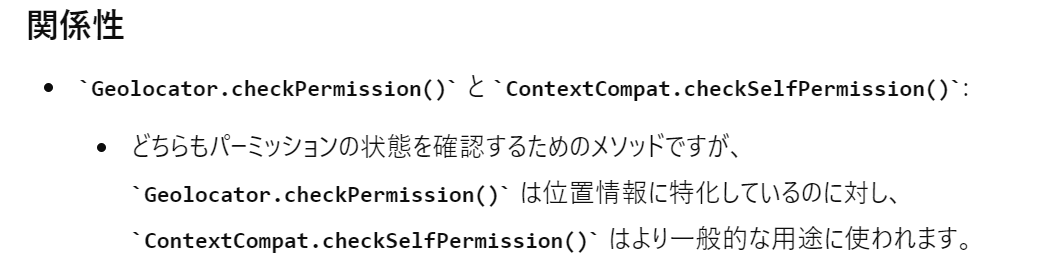 関係性
• `Geolocator.checkPermission()` と `ContextCompat.checkSelfPermission()`:
• どちらもパーミッションの状態を確認するためのメソッドですが、
`Geolocator.checkPermission()` は位置情報に特化しているのに対し、
`ContextCompat.checkSelfPermission()` はより一般的な用途に使われます。